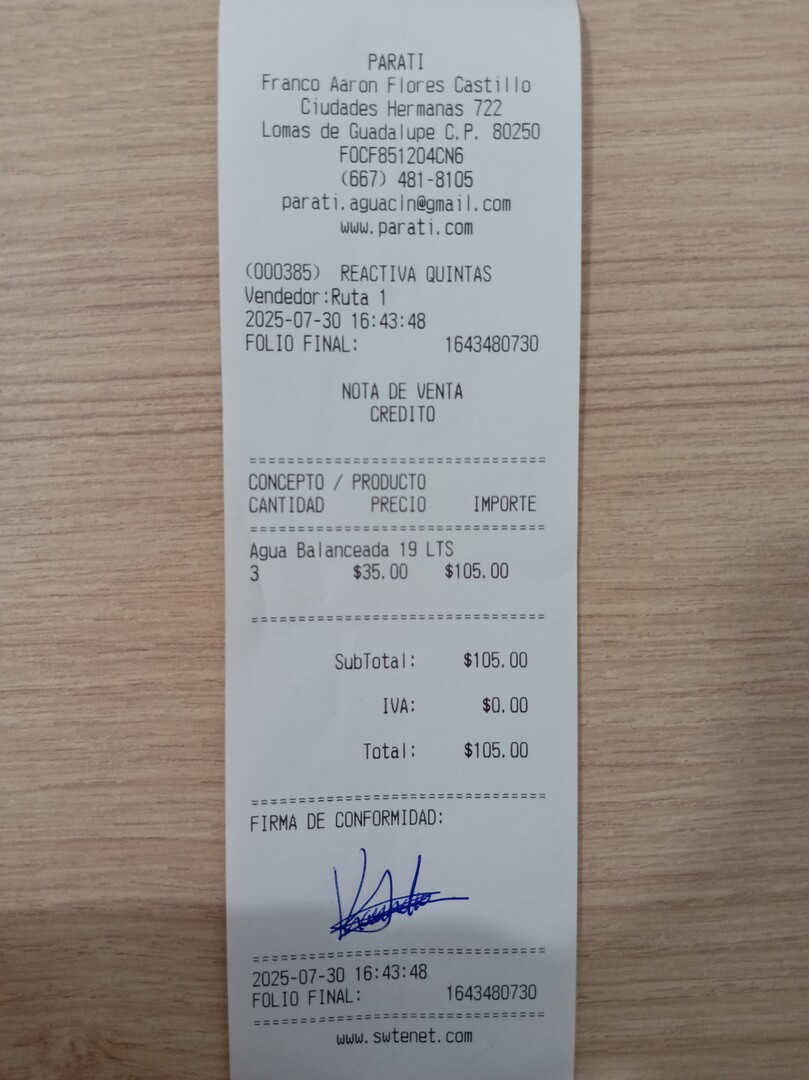 PARATI
Franco Aaron Flores Castillo
Ciudades Hermanas 722
Lomas de Guadalupe C.P. 80250
FOCF851204CN6
(667) 481-8105
parati.aguacln@gmail.com
www.parati.com
(000385) REACTIVA QUINTAS
Vendedor:Ruta 1
2025-07-30 16:43:48
FOLIO FINAL: 1643480730
NOTA DE VENTA
CREDITO
================================
CONCEPTO / PRODUCTO
CANTIDAD PRECIO IMPORTE
================================
Agua Balanceada 19 LTS
3 $35.00 $105.00
================================
SubTotal: $105.00
IVA: $0.00
Total: $105.00
================================
FIRMA DE CONFORMIDAD:
================================
2025-07-30 16:43:48
FOLIO FINAL: 1643480730
================================
www.swtenet.com